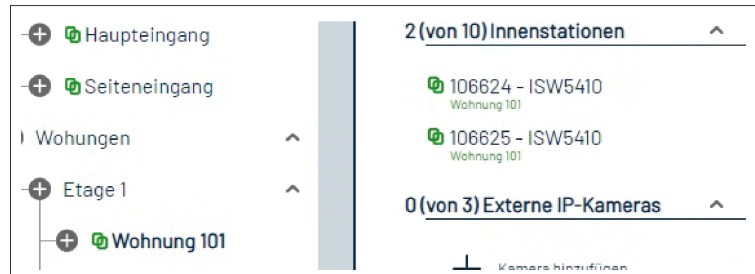 Haupteingang
Seiteneingang
Wohungen
Etage 1
Wohnung 101
2 (von 10) Innenstationen
106624 - ISW5410
Wohnung 101
106625 - ISW5410
Wohnung 101
0 (von 3) Externe IP-Kameras
Kamera hinzufügen